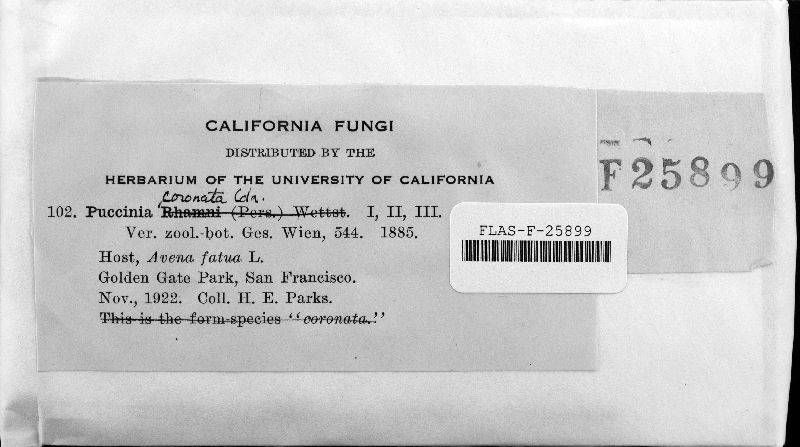 CALIFORNIA FUNGI
DISTRIBUTED BY THE
HERBARIUM OF THE UNIVERSITY OF CALIFORNIA
coronata Cda.
102. Puccinia Rhamni (Pers.) Wettst. I, II, III.
Ver. zool.-bot. Ges. Wien, 544. 1885.
Host, Avena fatua L.
Golden Gate Park, San Francisco.
Nov., 1922. Coll. H. E. Parks.
This is the form-species "coronata."
F25899
FLAS-F-25899